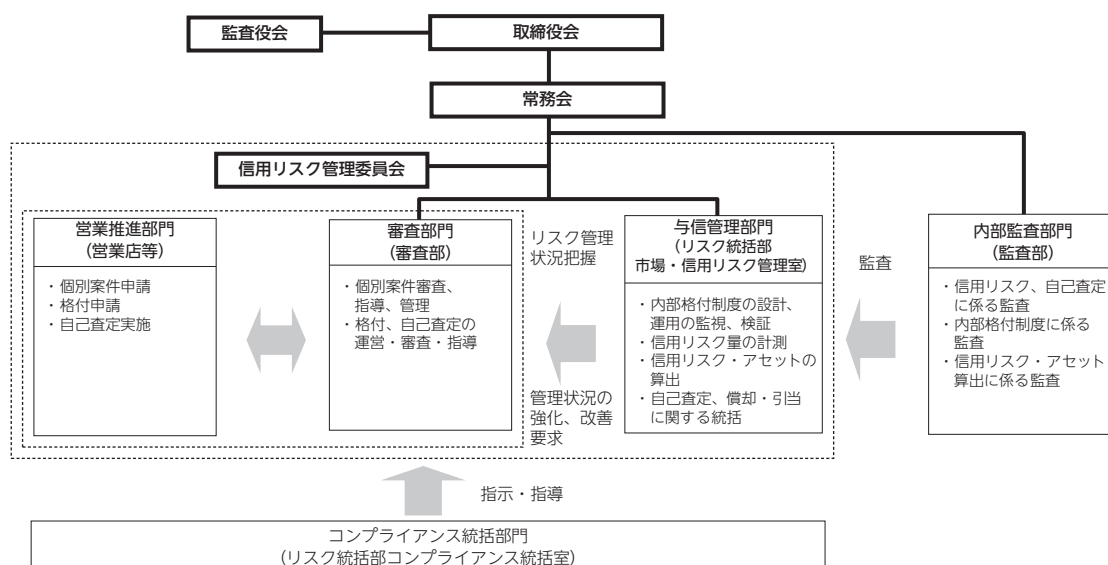 監査役会
取締役会
常務会
信用リスク管理委員会
営業推進部門
(営業店等)
・個別案件申請
・格付申請
・自己査定実施
審査部門
(審査部)
・個別案件審査、
指導、管理
・格付、自己査定の
運営・審査・指導
リスク管理
状況把握
管理状況の
強化、改善
要求
与信管理部門
(リスク統括部
市場・信用リスク管理室)
・内部格付制度の設計、
運用の監視、検証
・信用リスク量の計測
・信用リスク・アセットの
算出
・自己査定、償却・引当
に関する統括
監査
内部監査部門
(監査部)
・信用リスク、自己査定
に係る監査
・内部格付制度に係る
監査
・信用リスク・アセット
算出に係る監査
指示・指導
コンプライアンス統括部門
(リスク統括部コンプライアンス統括室)